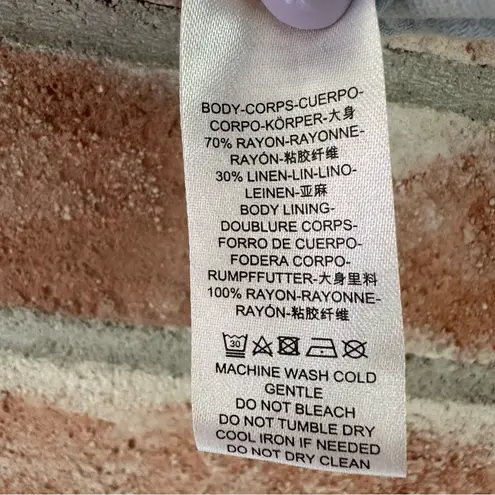 BODY-CORPS-CUERPO-
CORPO-KÖRPER-大身
70% RAYON-RAYONNE-
RAYÓN-粘胶纤维
30% LINEN-LIN-LINO-
LEINEN-亚麻
BODY LINING-
DOUBLURE CORPS-
FORRO DE CUERPO-
FODERA CORPO-
RUMPFFUTTER-大身里料
100% RAYON-RAYONNE-
RAYÓN-粘胶纤维
30
MACHINE WASH COLD
GENTLE
DO NOT BLEACH
DO NOT TUMBLE DRY
COOL IRON IF NEEDED
DO NOT DRY CLEAN